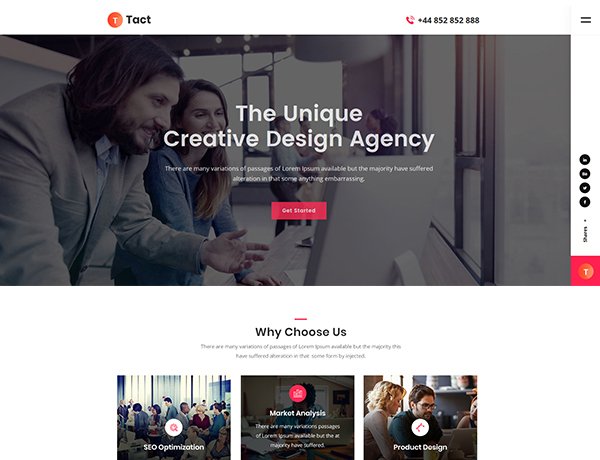 T Tact
+44 852 852 888
The Unique
Creative Design Agency
There are many variations of passages of Lorem Ipsum available but the majority have suffered
alteration in that some anything embarrassing.
Get Started
Bē
Shares +
T
Why Choose Us
There are many variations of passages of Lorem Ipsum available but the majority this
have suffered alteration in that some form by injected.
SEO Optimization
Market Analysis
There are many variations passages
of Lorem Ipsum available but the at
majority have suffered.
Product Design